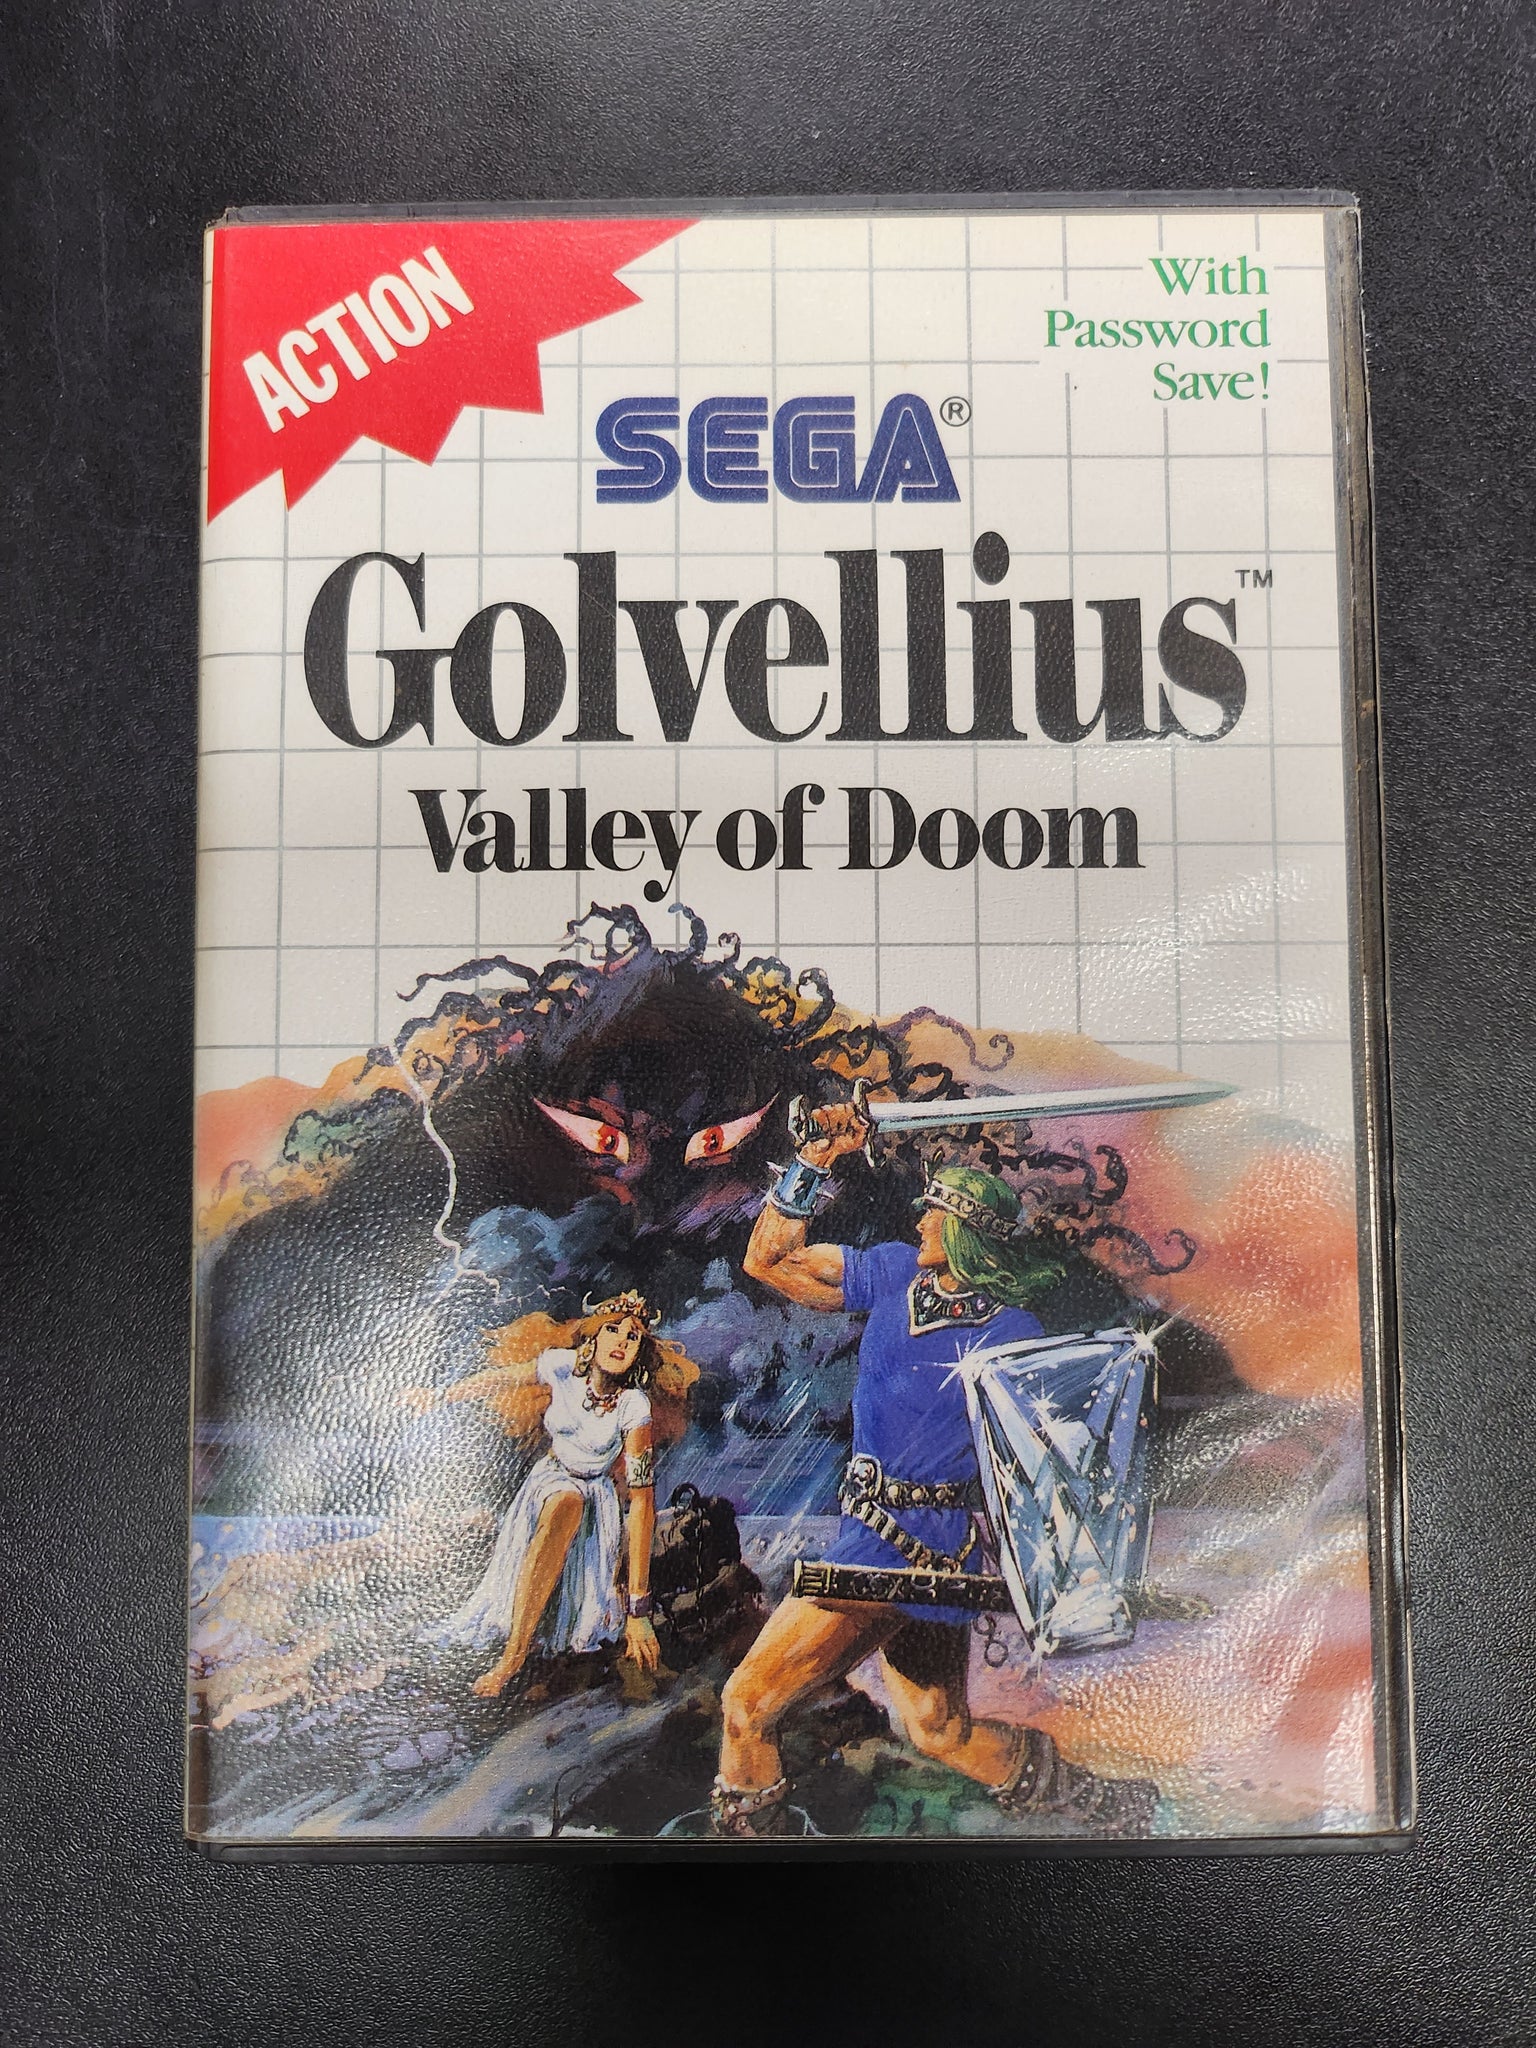 ACTION
With
Password
Save!
SEGA®
Golvellius™
Valley of Doom